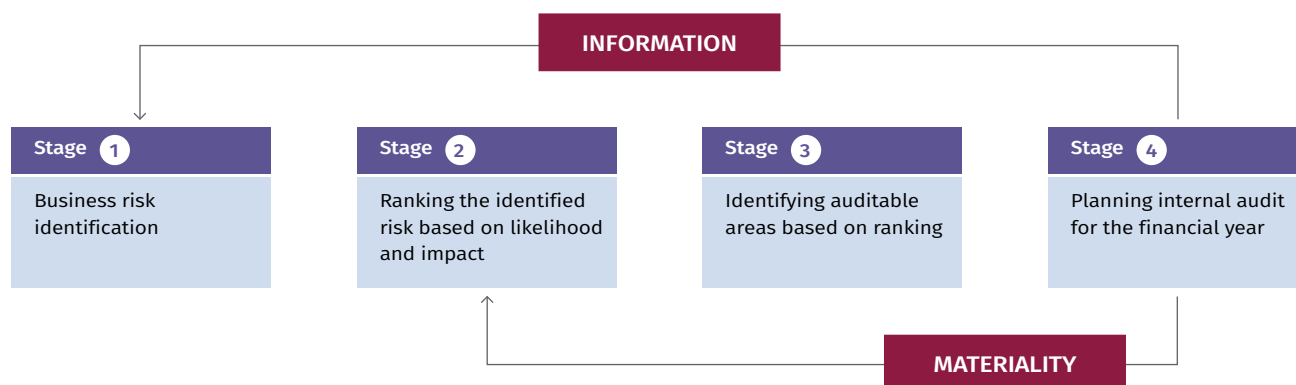 INFORMATION
Stage 1
Business risk
identification
Stage 2
Ranking the identified
risk based on likelihood
and impact
Stage 3
Identifying auditable
areas based on ranking
Stage 4
Planning internal audit
for the financial year
MATERIALITY